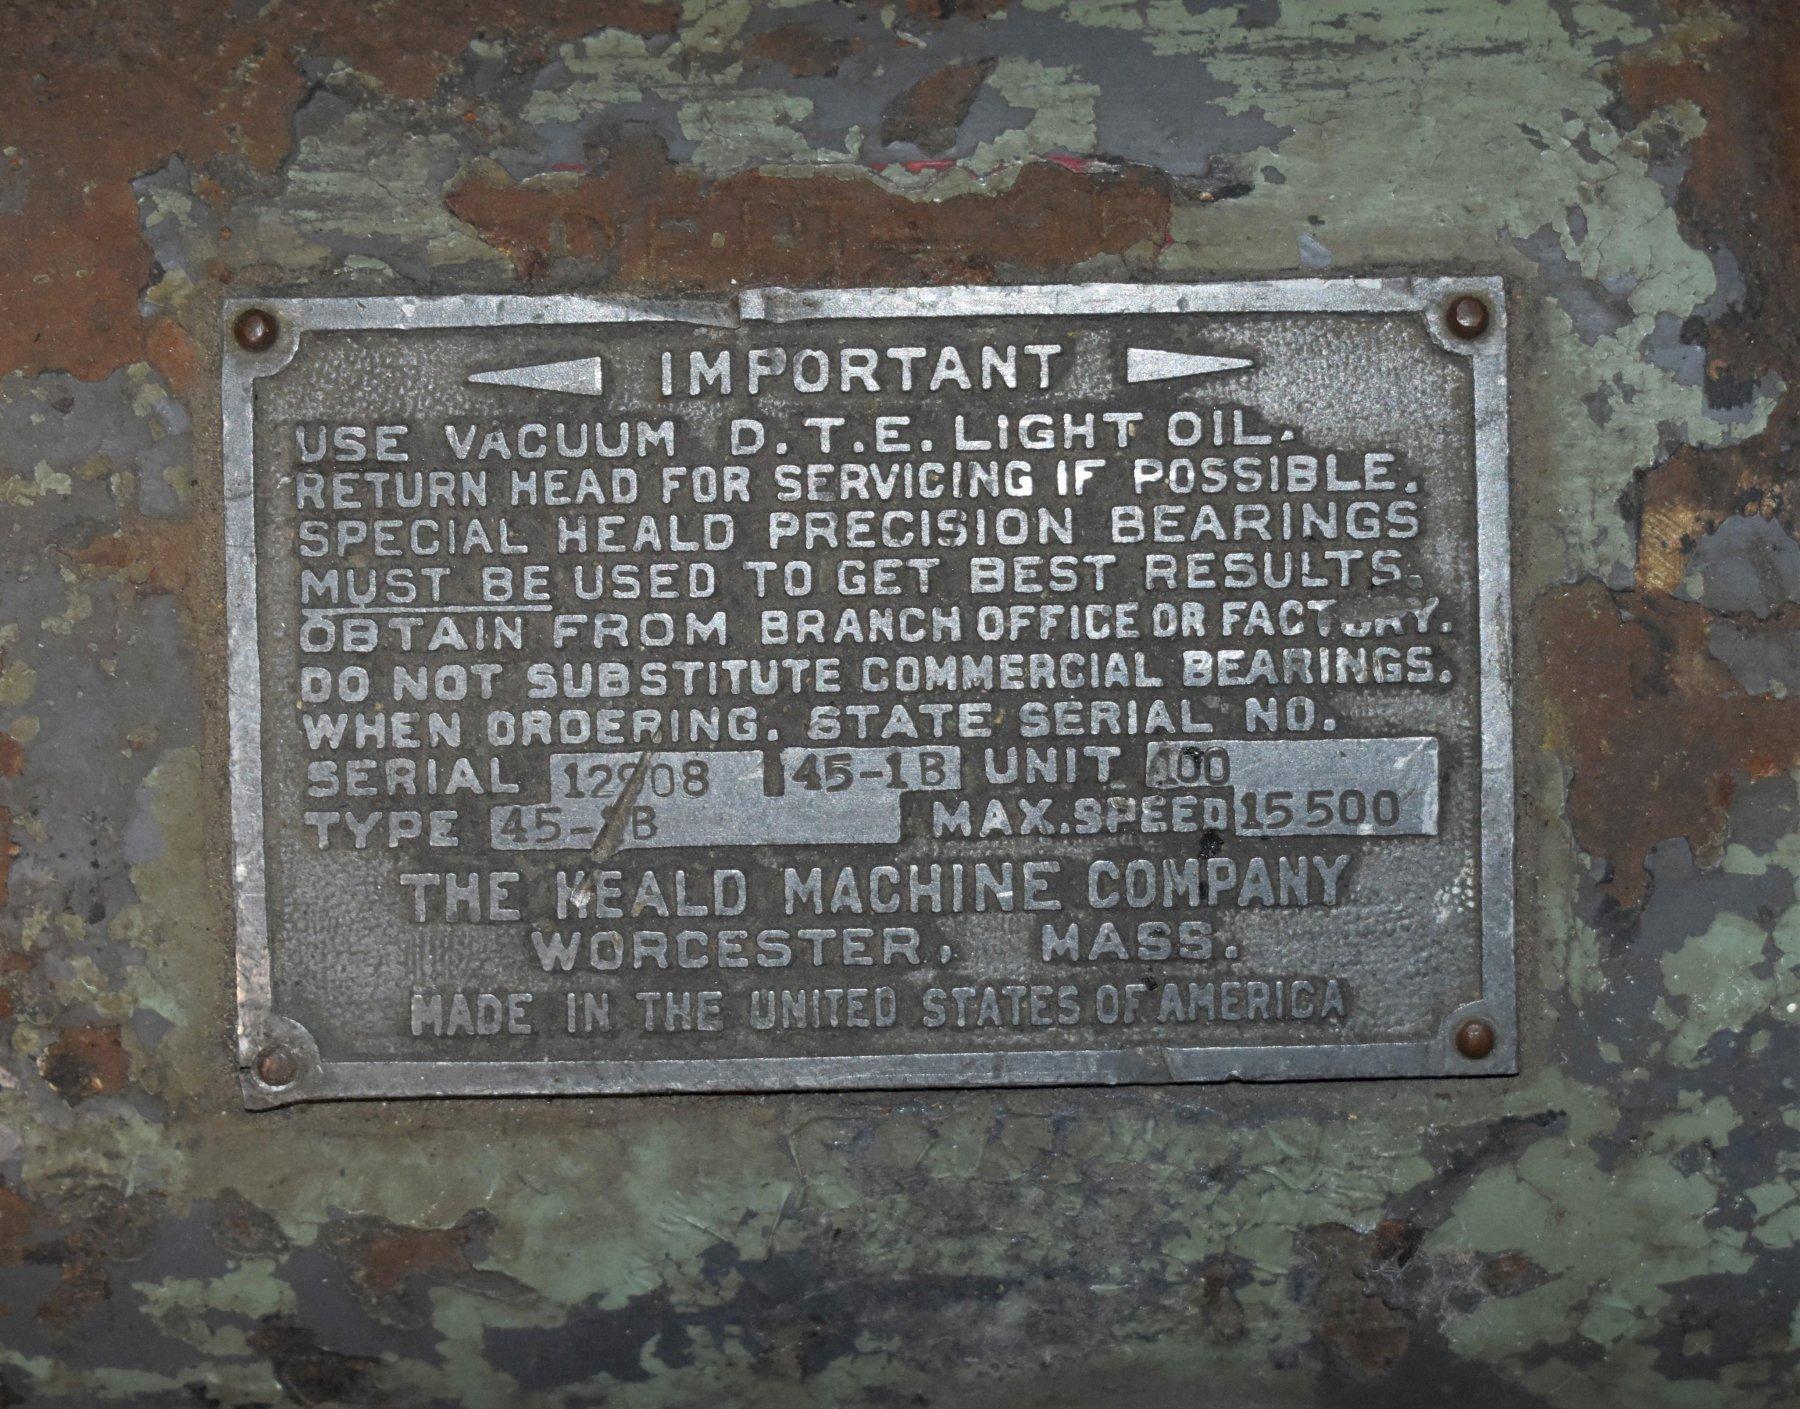 DEPT
IMPORTANT
USE VACUUM D.T.E. LIGHT OIL.
RETURN HEAD FOR SERVICING IF POSSIBLE.
SPECIAL HEALD PRECISION BEARINGS
MUST BE USED TO GET BEST RESULTS.
OBTAIN FROM BRANCH OFFICE OR FACTORY.
DO NOT SUBSTITUTE COMMERCIAL BEARINGS.
WHEN ORDERING, STATE SERIAL NO.
SERIAL 45-1B UNIT
TYPE MAX.SPEED 15500
THE HEALD MACHINE COMPANY
WORCESTER, MASS.
MADE IN THE UNITED STATES OF AMERICA